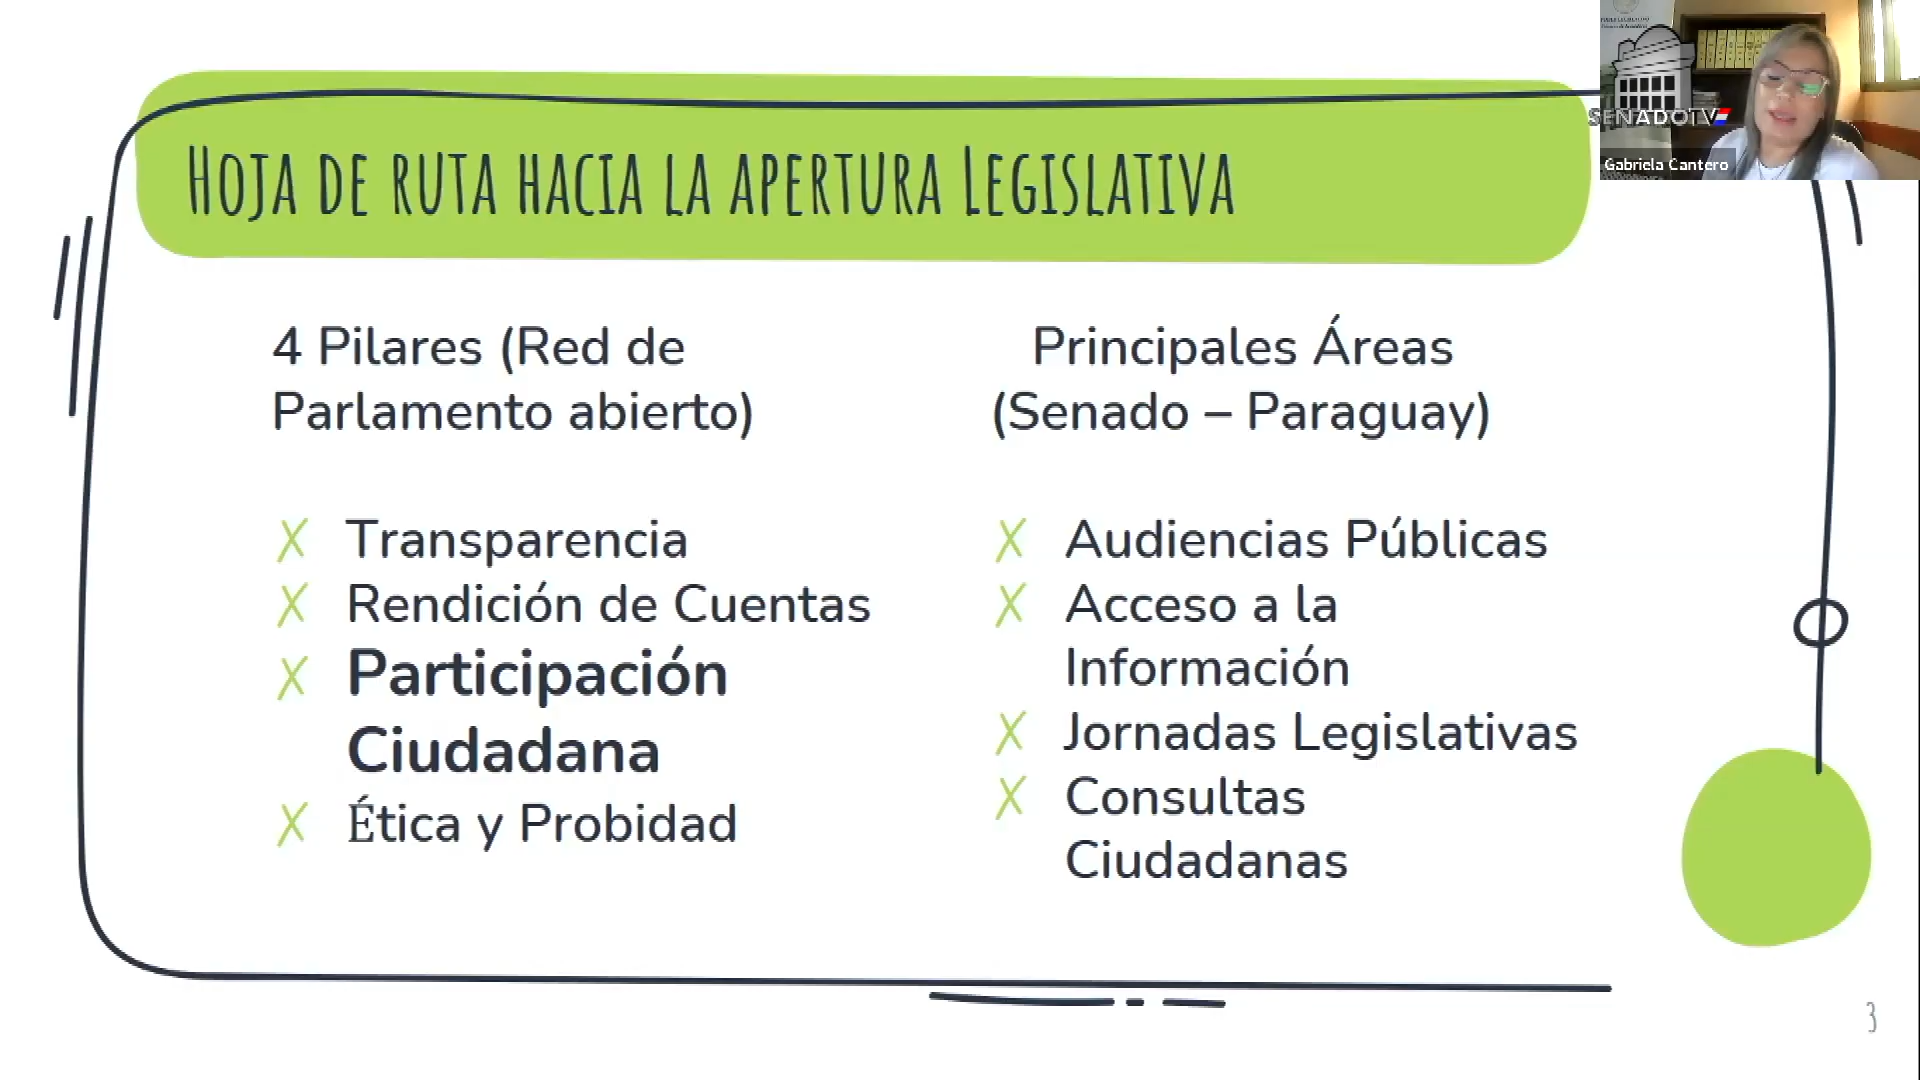 Hoja de ruta hacia la apertura Legislativa
4 Pilares (Red de
Parlamento abierto)
X Transparencia
X Rendición de Cuentas
X Participación
Ciudadana
X Ética y Probidad
Principales Áreas
(Senado – Paraguay)
X Audiencias Públicas
X Acceso a la
Información
X Jornadas Legislativas
X Consultas
Ciudadanas
SENADOTV
Gabriela Cantero
3